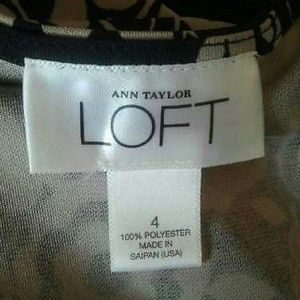 ANN TAYLOR
LOFT
4
100% POLYESTER
MADE IN
SAIPAN (USA)